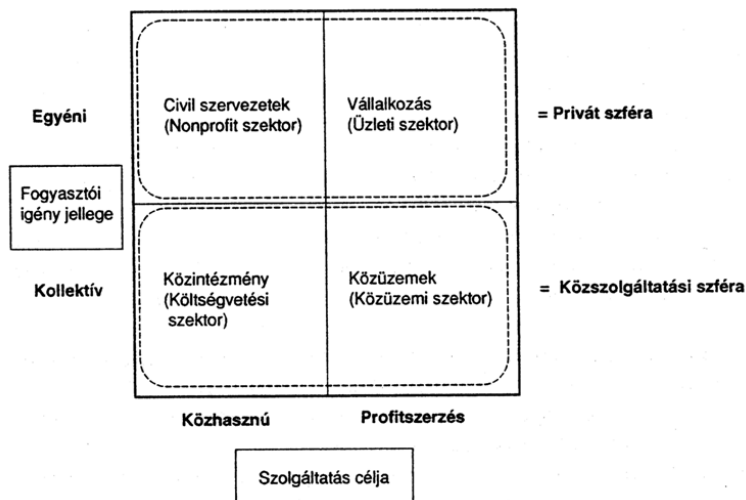 Egyéni
Civil szervezetek
(Nonprofit szektor)
Vállalkozás
(Üzleti szektor)
= Privát szféra
Fogyasztói
igény jellege
Kollektív
Közintézmény
(Költségvetési
szektor)
Közüzemek
(Közüzemi szektor)
= Közszolgáltatási szféra
Közhasznú
Profitszerzés
Szolgáltatás célja